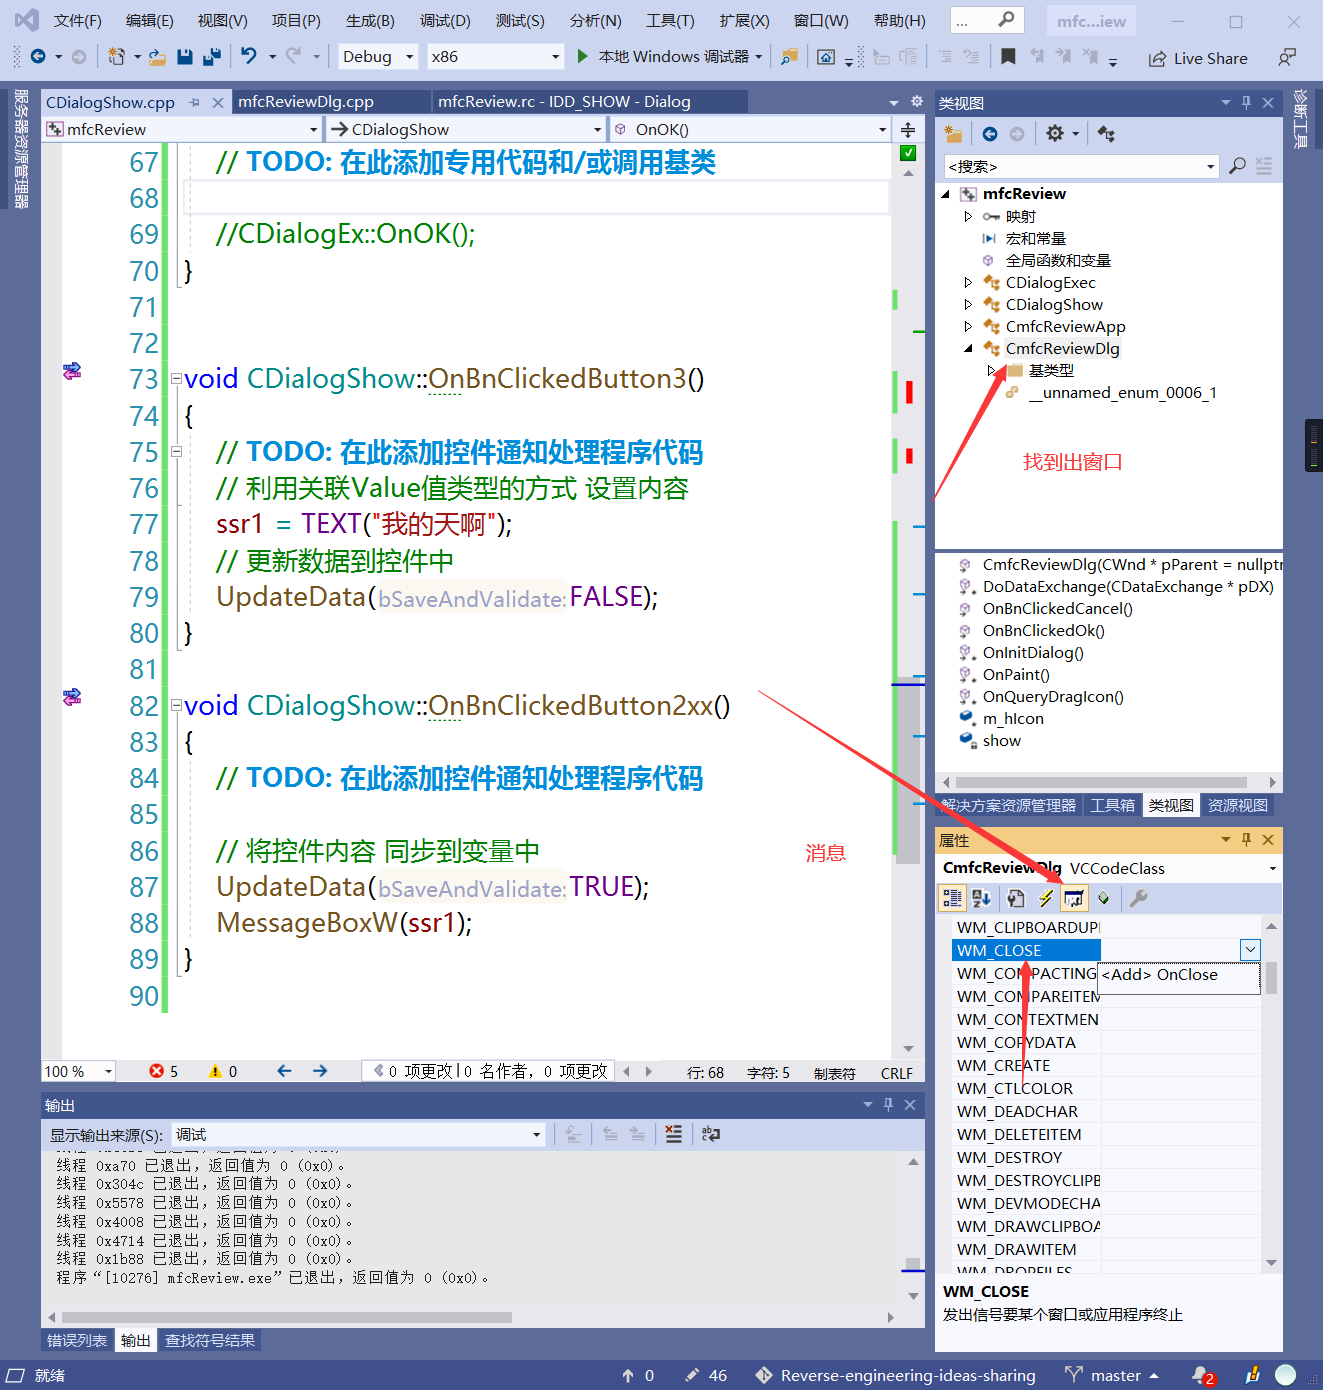 文件(F) 编辑(E) 视图(V) 项目(P) 生成(B) 调试(D) 测试(S) 分析(N) 工具(T) 扩展(X) 窗口(W) 帮助(H) ... mfc...iew
Debug x86 本地 Windows 调试器 Live Share
服务器资源管理器
CDialogShow.cpp mfcReviewDlg.cpp mfcReview.rc - IDD_SHOW - Dialog
mfcReview CDialogShow OnOK()
67 // TODO: 在此添加专用代码和/或调用基类
68
69 //CDialogEx::OnOK();
70 }
71
72
73 void CDialogShow::OnBnClickedButton3()
74 {
75 // TODO: 在此添加控件通知处理程序代码
76 // 利用关联Value值类型的方式 设置内容
77 ssr1 = TEXT("我的天啊");
78 // 更新数据到控件中
79 UpdateData(bSaveAndValidate:FALSE);
80 }
81
82 void CDialogShow::OnBnClickedButton2xx()
83 {
84 // TODO: 在此添加控件通知处理程序代码
85
86 // 将控件内容 同步到变量中
87 UpdateData(bSaveAndValidate:TRUE);
88 MessageBoxW(ssr1);
89 }
90
消息
100 % 5 0 0 项更改 | 0 名作者, 0 项更改 行: 68 字符: 5 制表符 CRLF
输出
显示输出来源(S): 调试
线程 0xa70 已退出，返回值为 0 (0x0)。
线程 0x304c 已退出，返回值为 0 (0x0)。
线程 0x5578 已退出，返回值为 0 (0x0)。
线程 0x4008 已退出，返回值为 0 (0x0)。
线程 0x4714 已退出，返回值为 0 (0x0)。
线程 0x1b88 已退出，返回值为 0 (0x0)。
程序“[10276] mfcReview.exe”已退出，返回值为 0 (0x0)。
错误列表 输出 查找符号结果
类视图
诊断工具
<搜索>
mfcReview
映射
宏和常量
全局函数和变量
CDialogExec
CDialogShow
CmfcReviewApp
CmfcReviewDlg
基类型
__unnamed_enum_0006_1
找到出窗口
CmfcReviewDlg(CWnd * pParent = nullptr
DoDataExchange(CDataExchange * pDX)
OnBnClickedCancel()
OnBnClickedOk()
OnInitDialog()
OnPaint()
OnQueryDragIcon()
m_hIcon
show
解决方案资源管理器 工具箱 类视图 资源视图
属性
CmfcReviewDlg VCCodeClass
WM_CLIPBOARDUPI
WM_CLOSE
WM_COMPACTING <Add> OnClose
WM_COMPAREITEM
WM_CONTEXTMEN
WM_COPYDATA
WM_CREATE
WM_CTLCOLOR
WM_DEADCHAR
WM_DELETEITEM
WM_DESTROY
WM_DESTROYCLIPB
WM_DEVMODECHA
WM_DRAWCLIPBOA
WM_DRAWITEM
WM_DROPFILES
WM_CLOSE
发出信号要某个窗口或应用程序终止
就绪 0 46 Reverse-engineering-ideas-sharing master 2